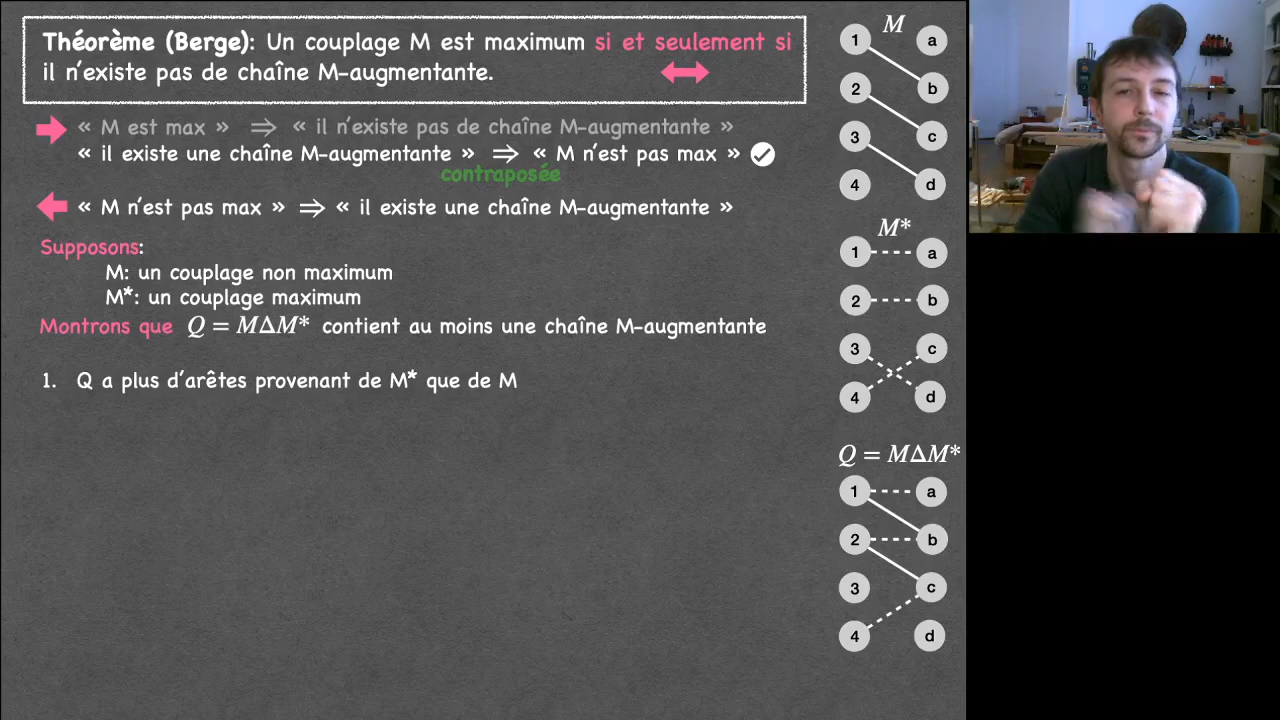 Théorème (Berge): Un couplage M est maximum si et seulement si
il n'existe pas de chaîne M-augmentante.
« M est max » ⇒ « il n'existe pas de chaîne M-augmentante »
« il existe une chaîne M-augmentante » ⇒ « M n'est pas max »
contraposée
« M n'est pas max » ⇒ « il existe une chaîne M-augmentante »
Supposons:
M: un couplage non maximum
M*: un couplage maximum
Montrons que Q = MΔM* contient au moins une chaîne M-augmentante
1. Q a plus d'arêtes provenant de M* que de M
M
1 a
2 b
3 c
4 d
M*
1 a
2 b
3 c
4 d
Q = MΔM*
1 a
2 b
3 c
4 d